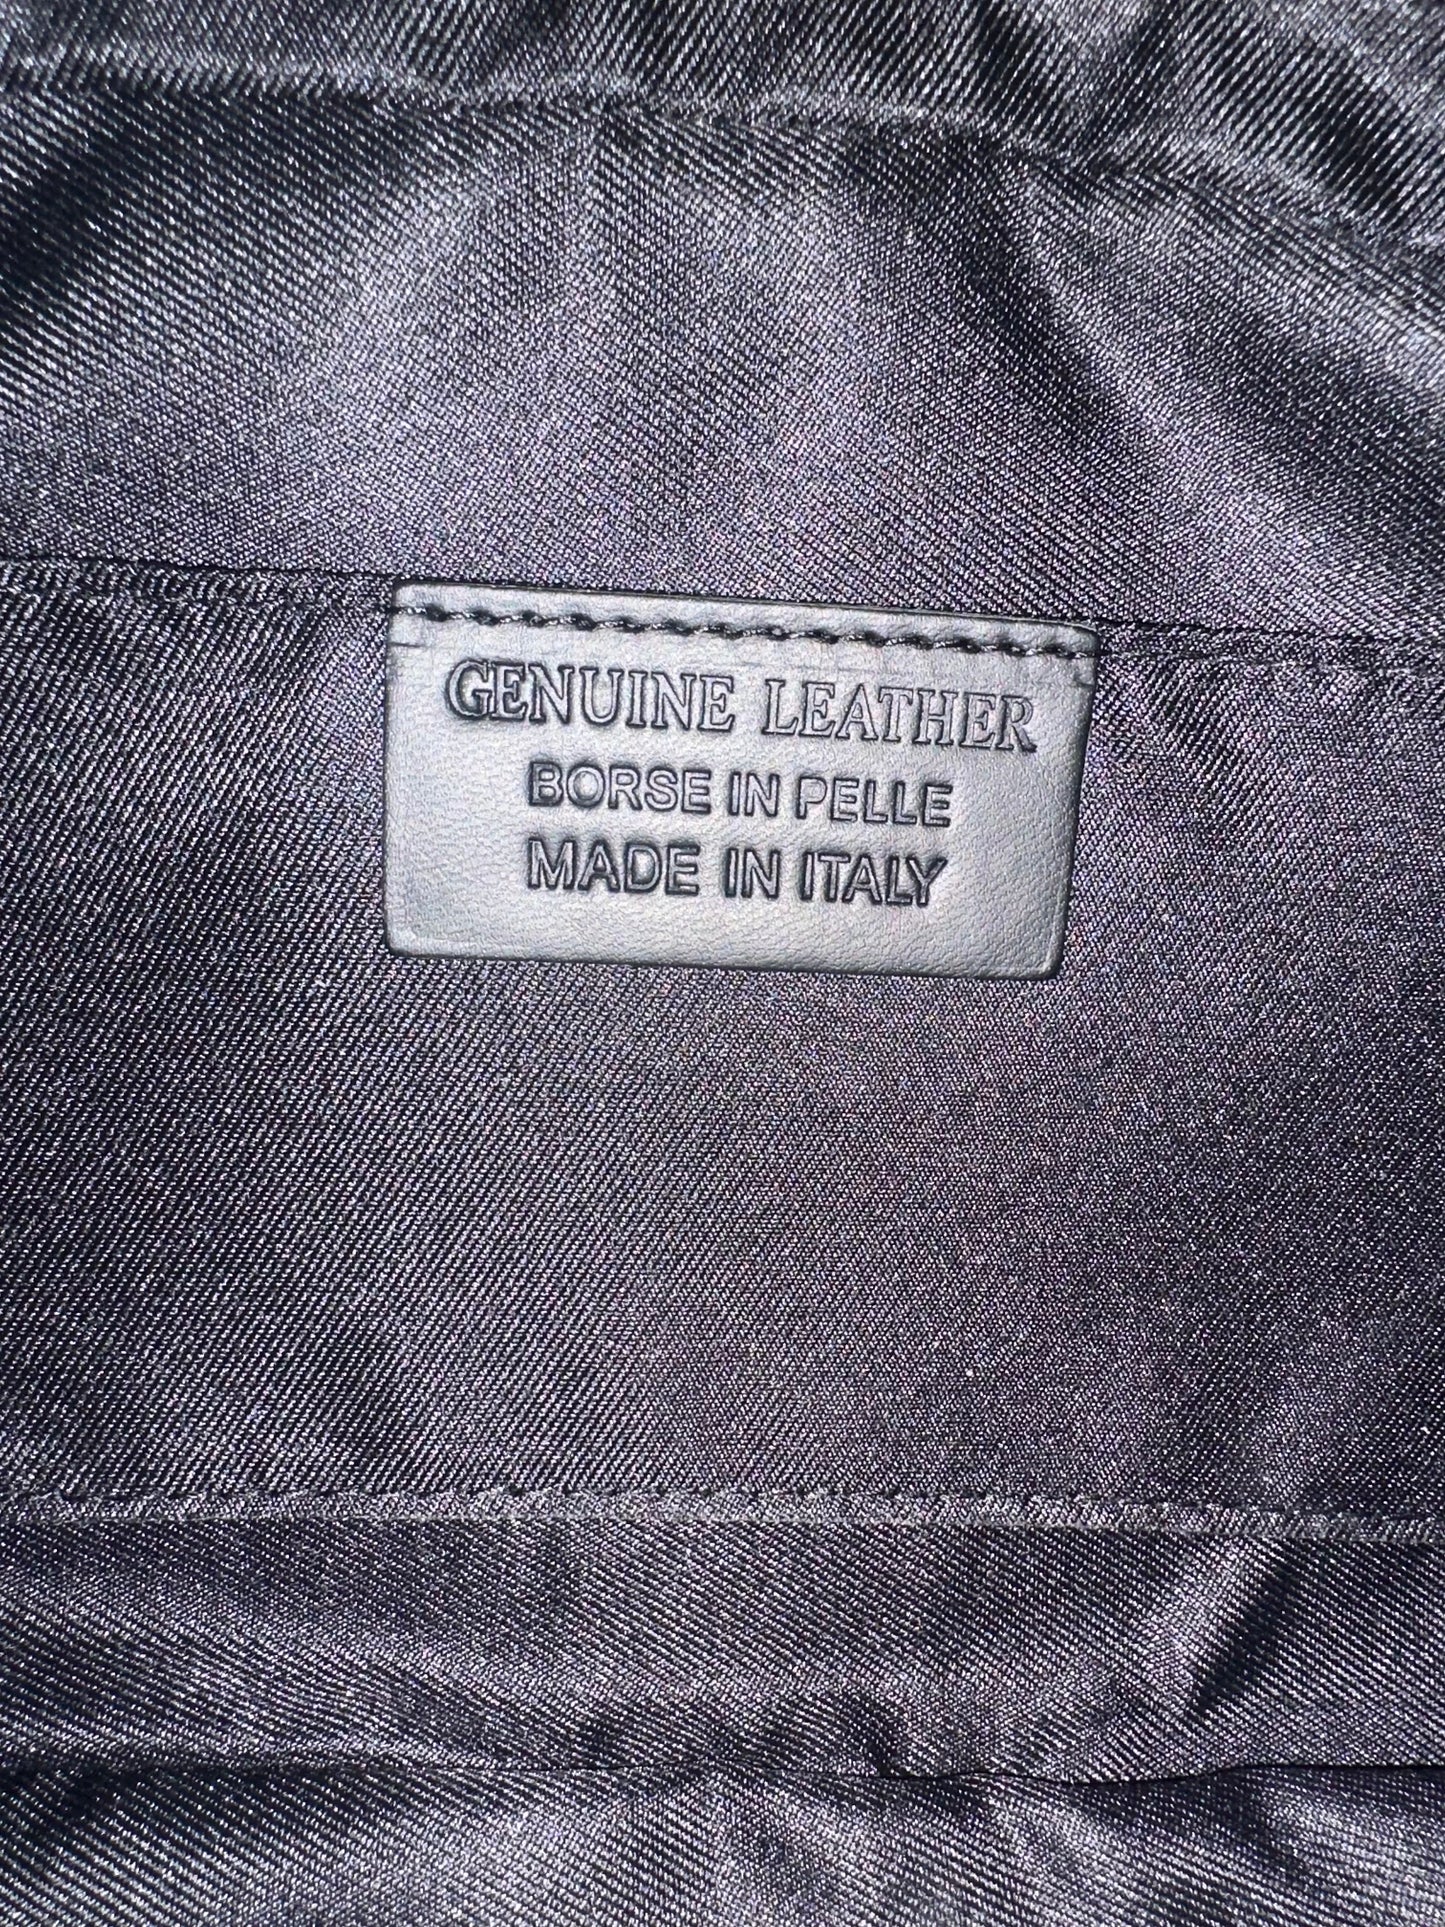 GENUINE LEATHER
BORSE IN PELLE
MADE IN ITALY